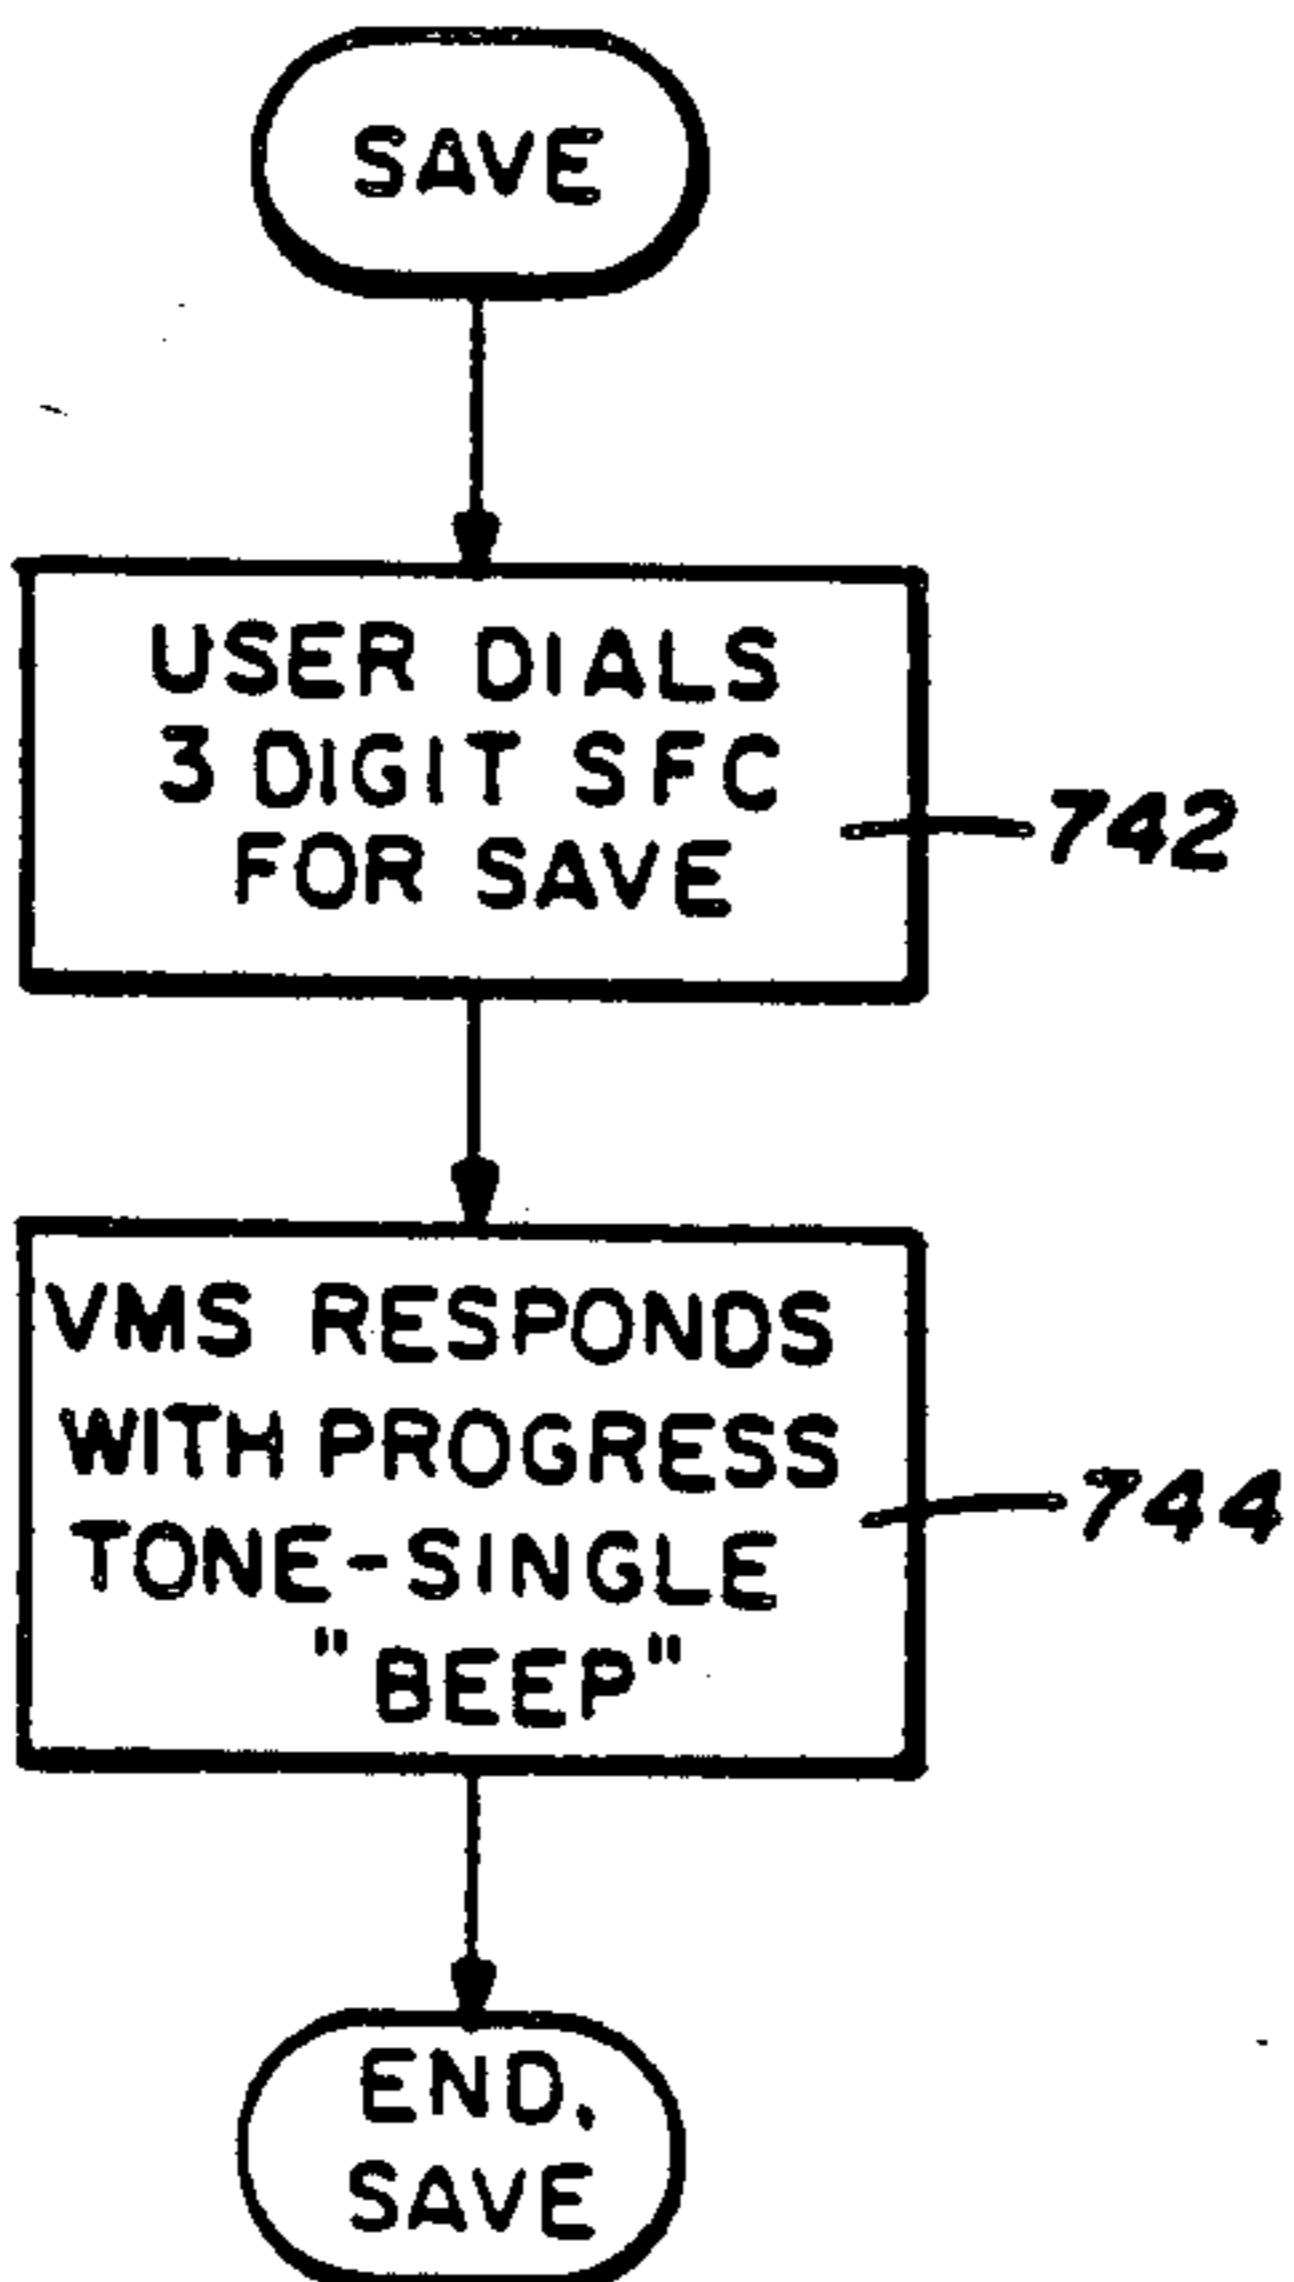 SAVE
USER DIALS
3 DIGIT SFC
FOR SAVE
742
VMS RESPONDS
WITH PROGRESS
TONE-SINGLE
"BEEP"
744
END,
SAVE